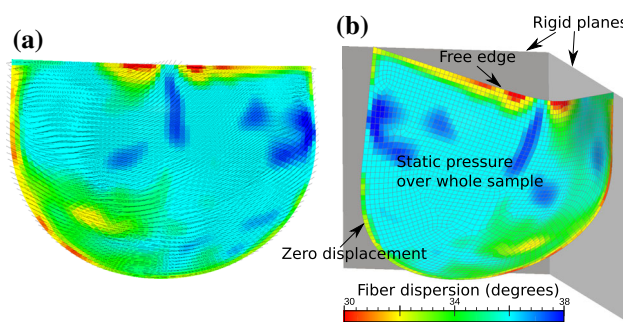 (a)
(b)
Rigid planes
Free edge
Static pressure
over whole sample
Zero displacement
Fiber dispersion (degrees)
30 34 38